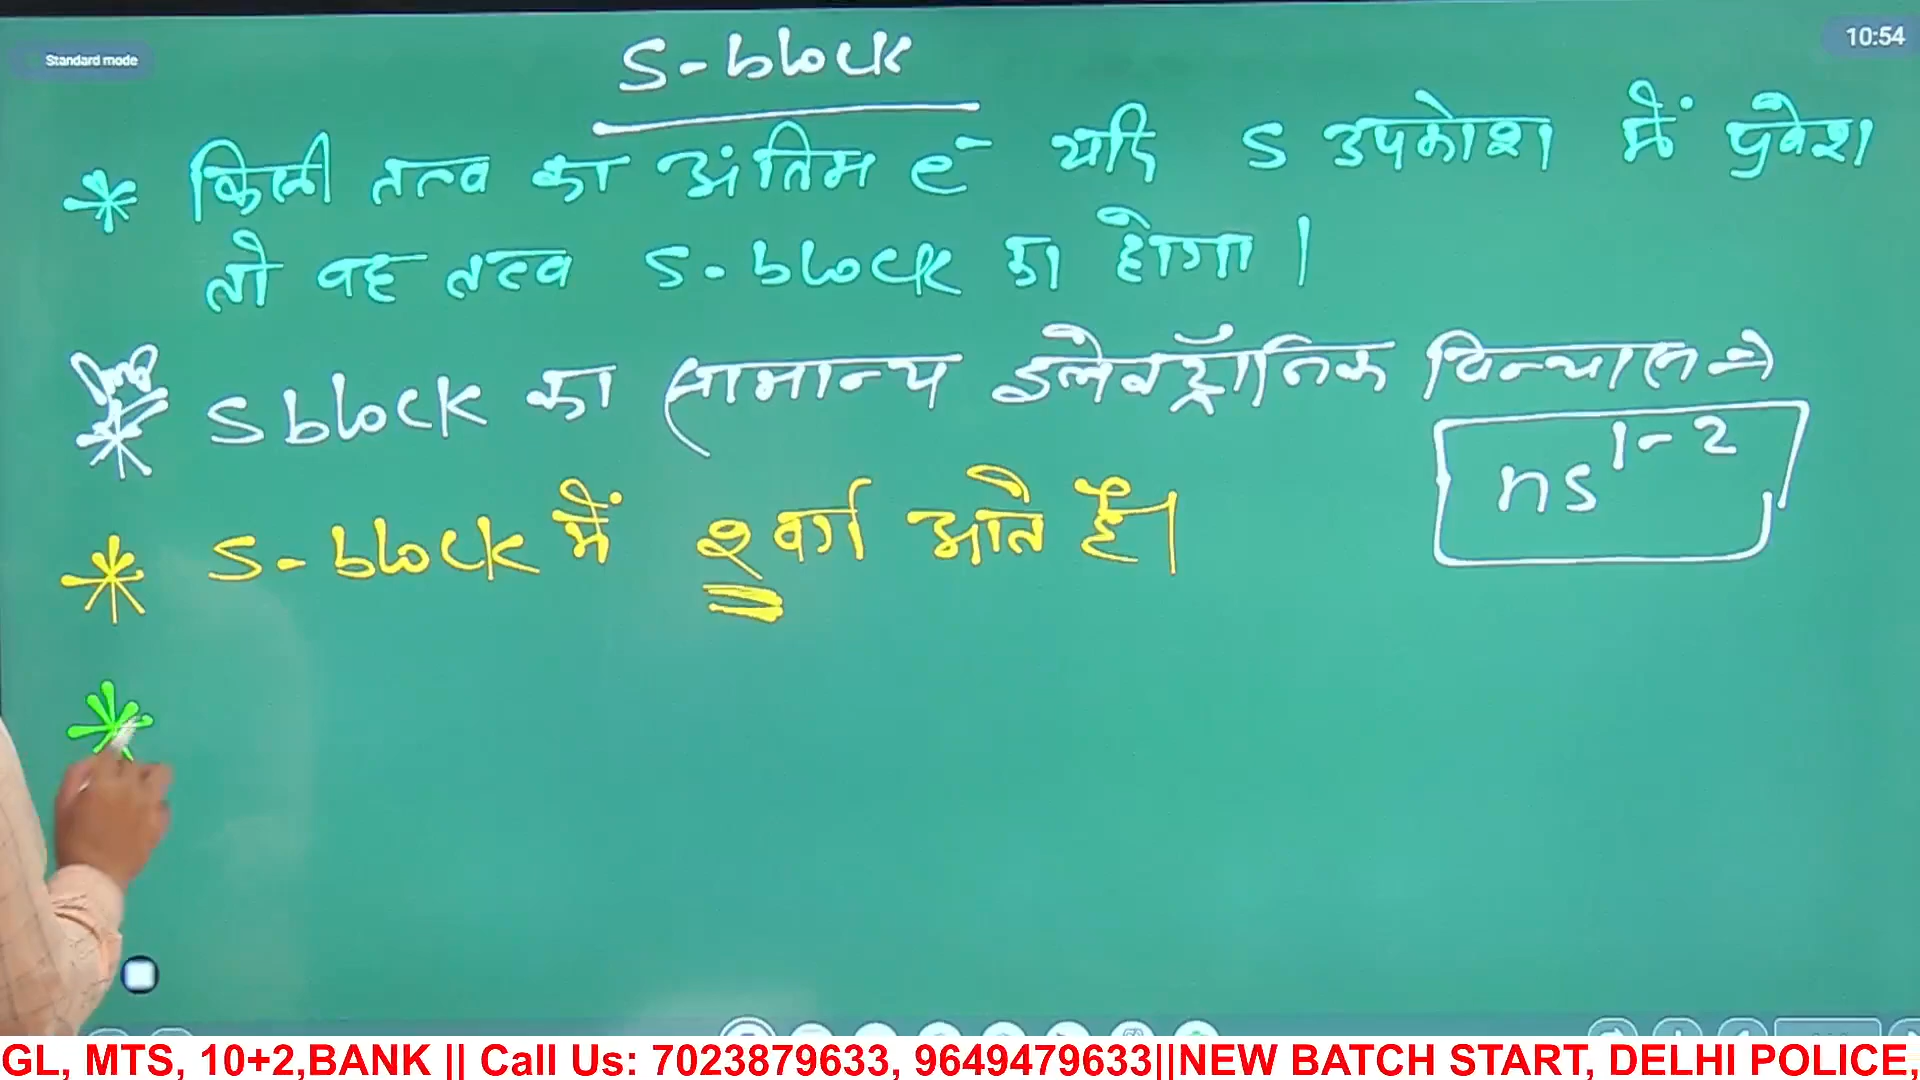 Standard mode
10:54
S-block
* किसी तत्व का अंतिम e⁻ यदि S उपकोश में प्रवेश
तो वह तत्व S-block का होगा ।
Imp
* S block का सामान्य इलेक्ट्रॉनिक विन्यास →
ns¹⁻²
* S-block में 2 वर्ग आते है।
*
GL, MTS, 10+2,BANK || Call Us: 7023879633, 9649479633||NEW BATCH START, DELHI POLICE,